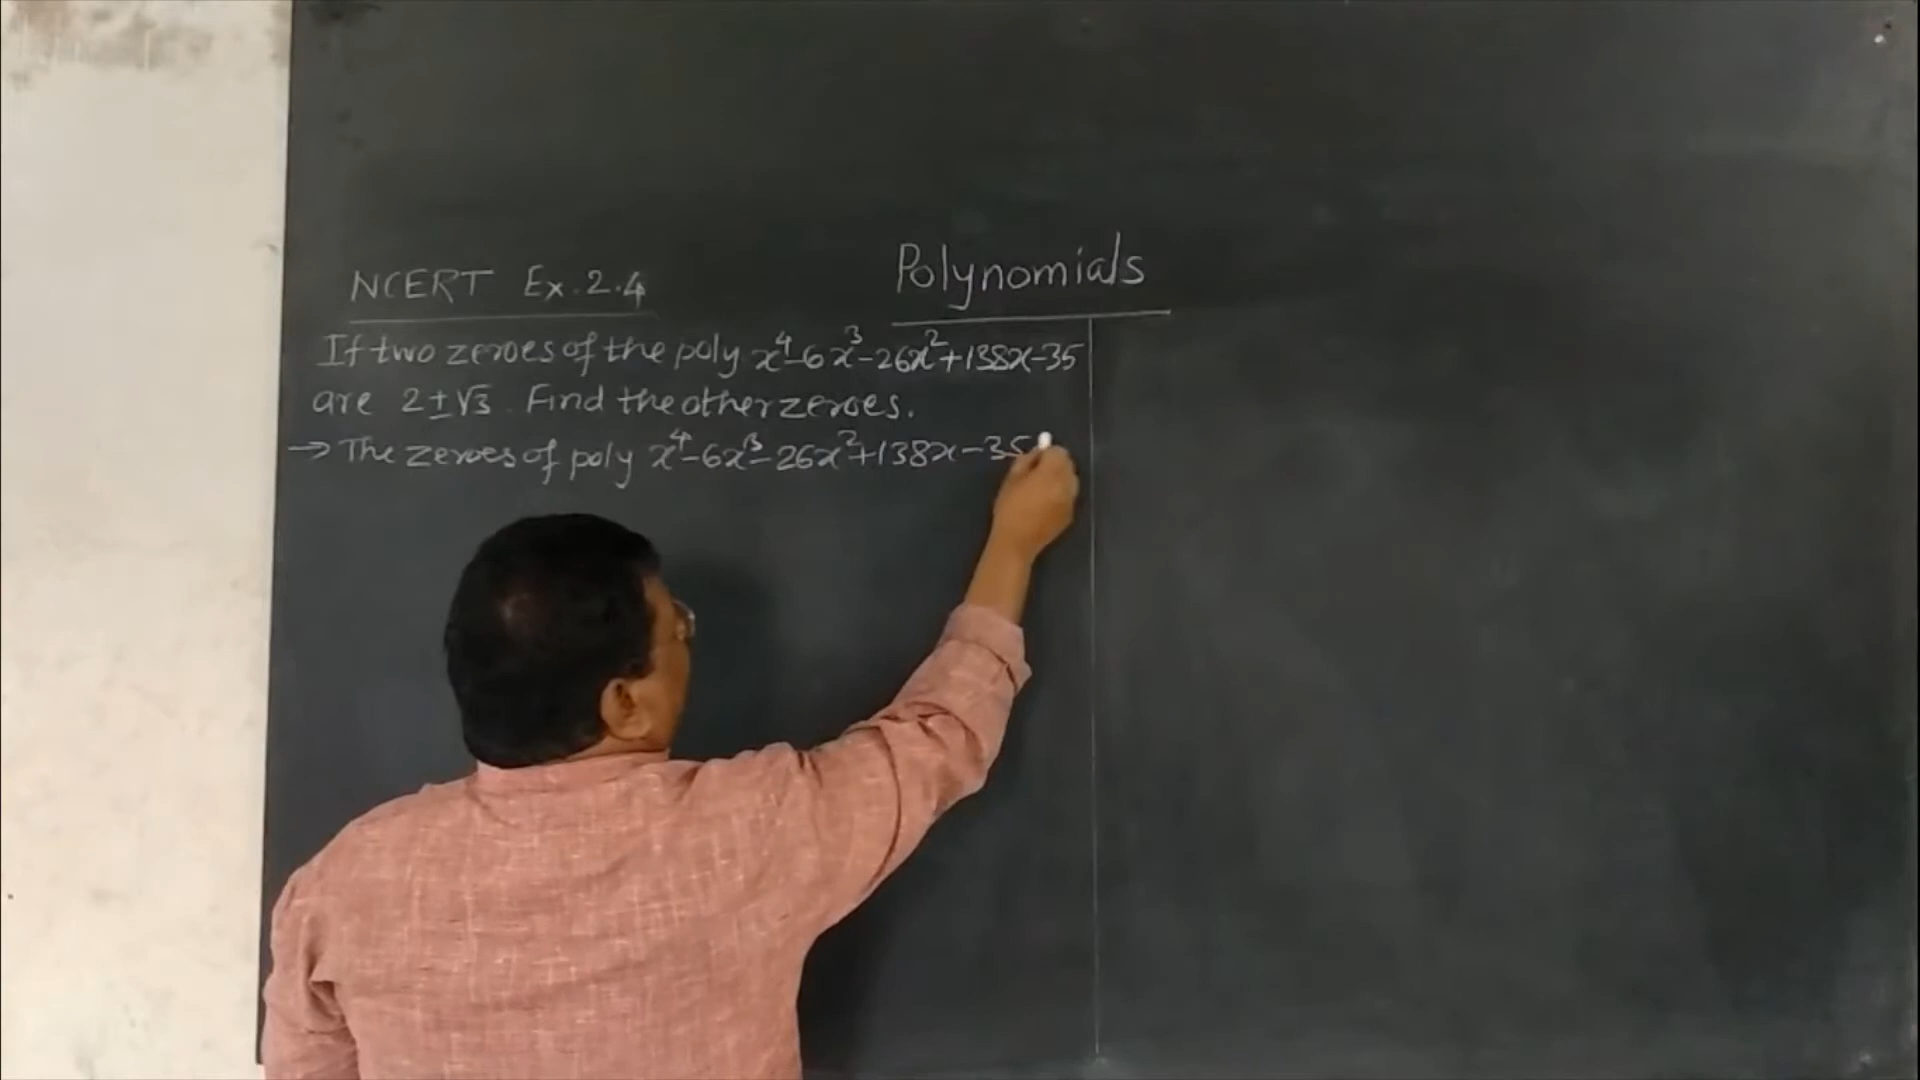 Polynomials
NCERT Ex. 2.4
If two zeroes of the poly x⁴-6x³-26x²+138x-35
are 2±√3. Find the other zeroes.
→ The zeroes of poly x⁴-6x³-26x²+138x-35